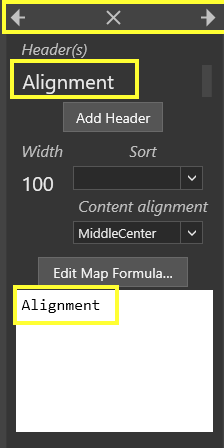 Header(s)
Alignment
Add Header
Width Sort
100
Content alignment
MiddleCenter
Edit Map Formula...
Alignment